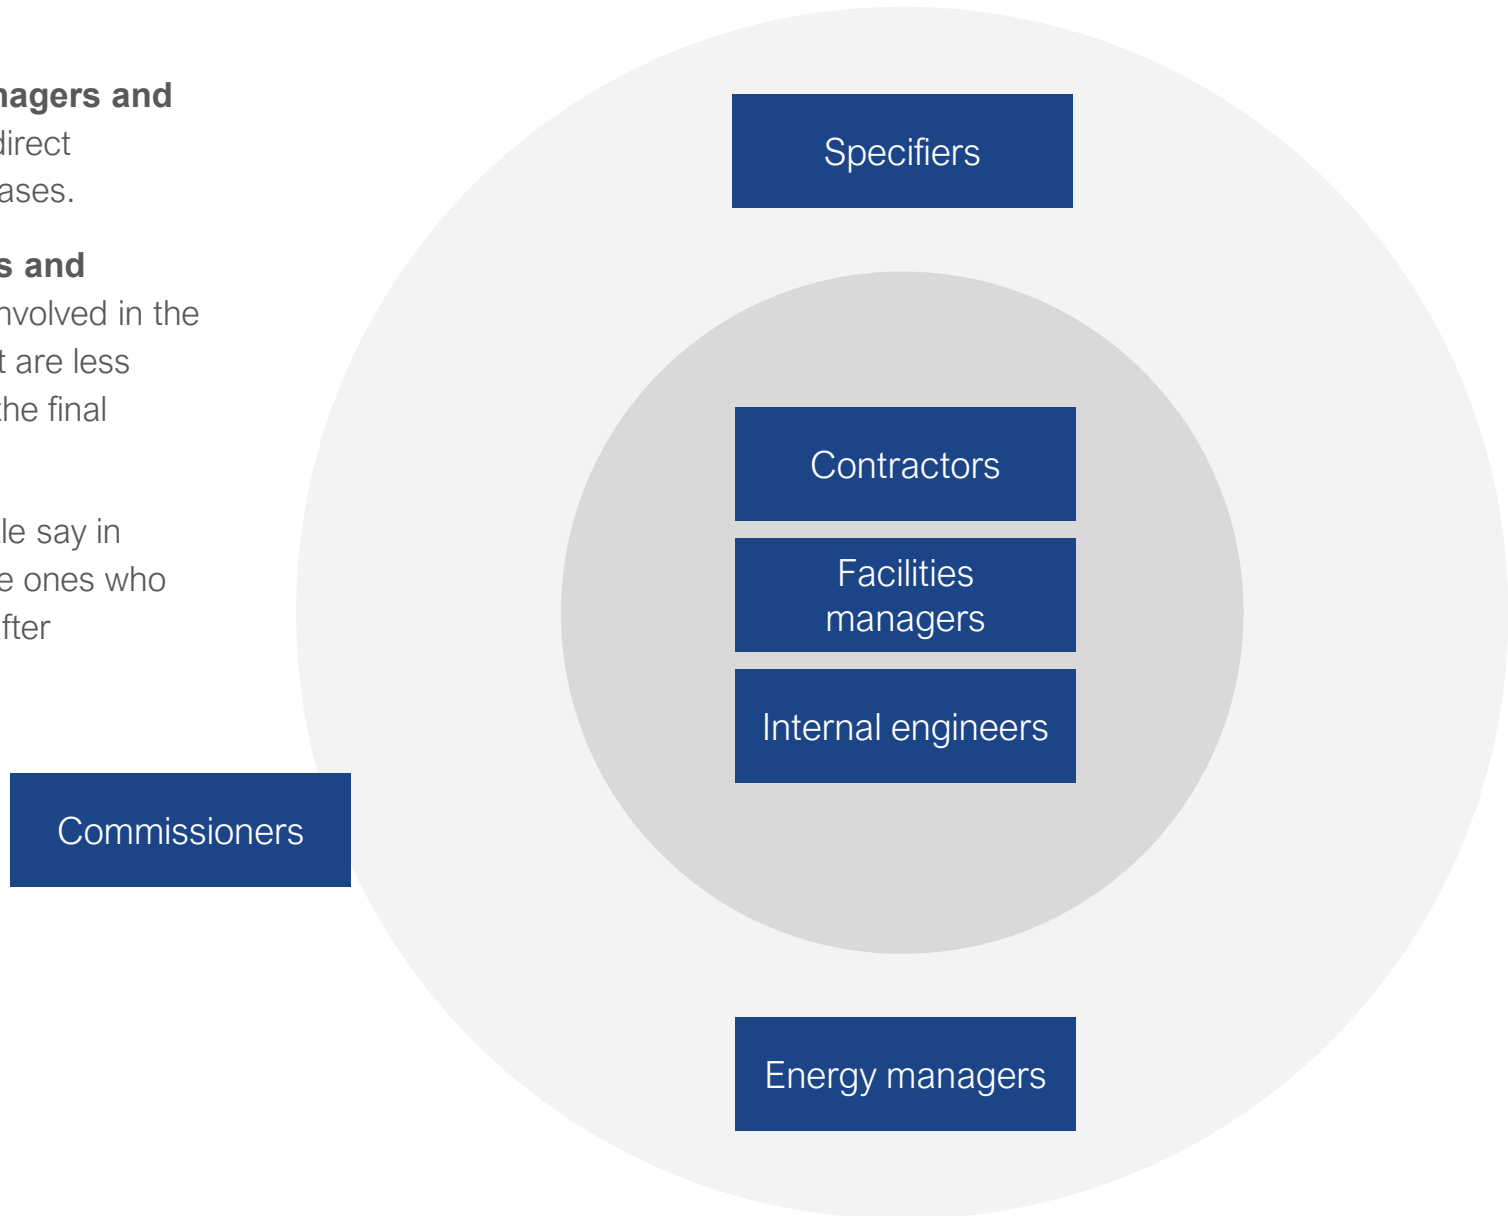 nagers and
direct
ases.
s and
nvolved in the
t are less
the final
le say in
e ones who
fter
Specifiers
Contractors
Facilities
managers
Internal engineers
Commissioners
Energy managers